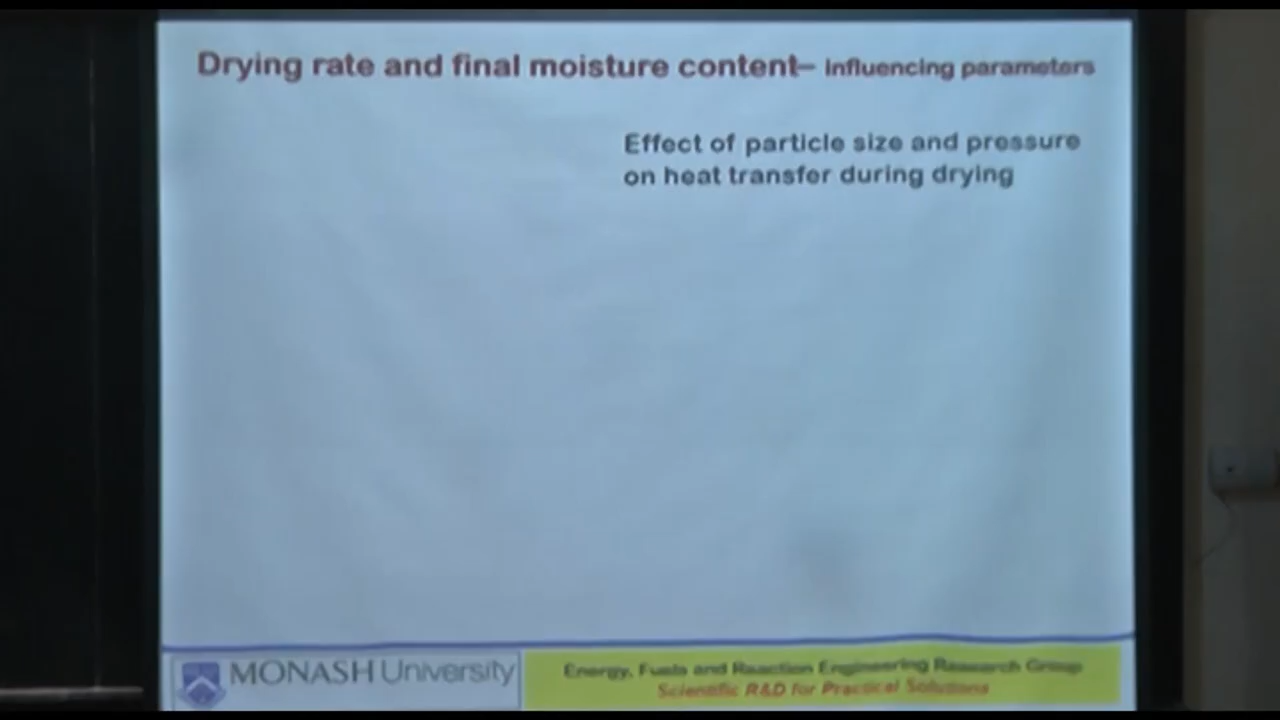 Drying rate and final moisture content– influencing parameters
Effect of particle size and pressure
on heat transfer during drying
MONASH University
Energy, Fuels and Reaction Engineering Research Group
Scientific R&D for Practical Solutions